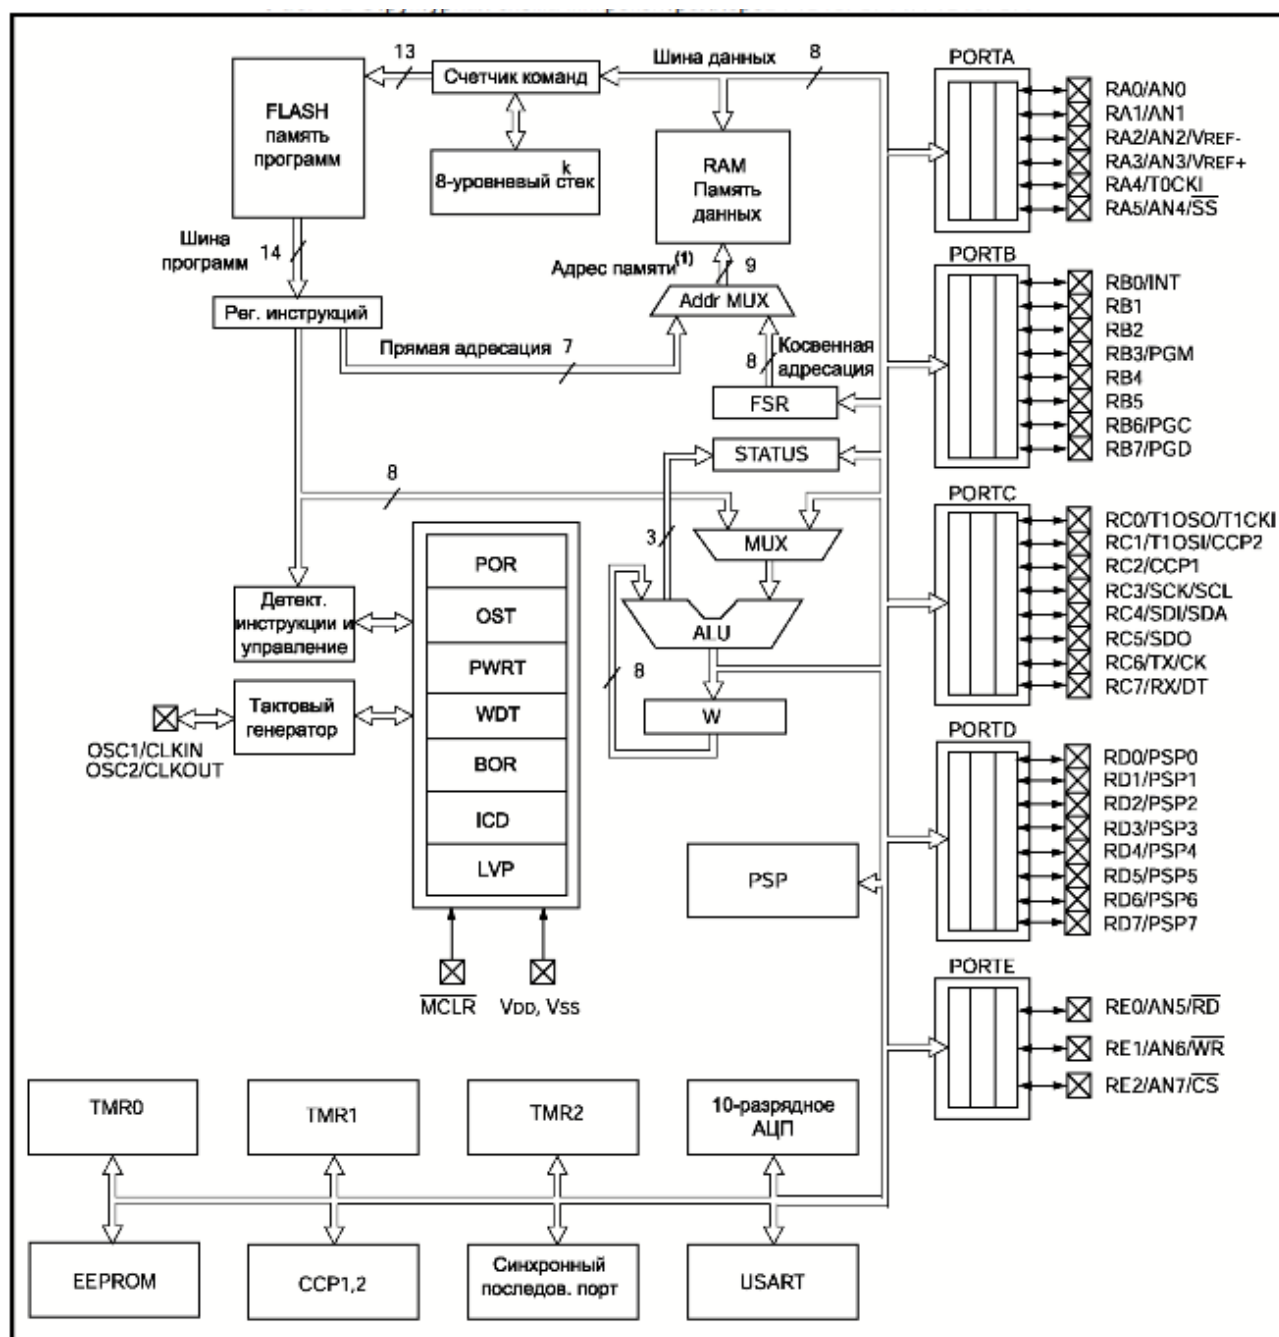 13
Счетчик команд
Шина данных
8
FLASH
память
программ
k
8-уровневый стек
RAM
Память
данных
Шина
программ
14
Адрес памяти(1)
9
Addr MUX
Рег. инструкций
Прямая адресация
7
8
Косвенная
адресация
FSR
STATUS
8
3
MUX
ALU
8
W
POR
OST
PWRT
WDT
BOR
ICD
LVP
Детект.
инструкции и
управление
Тактовый
генератор
OSC1/CLKIN
OSC2/CLKOUT
MCLR
VDD, VSS
PSP
PORTA
RA0/AN0
RA1/AN1
RA2/AN2/VREF-
RA3/AN3/VREF+
RA4/T0CKI
RA5/AN4/SS
PORTB
RB0/INT
RB1
RB2
RB3/PGM
RB4
RB5
RB6/PGC
RB7/PGD
PORTC
RC0/T1OSO/T1CKI
RC1/T1OSI/CCP2
RC2/CCP1
RC3/SCK/SCL
RC4/SDI/SDA
RC5/SDO
RC6/TX/CK
RC7/RX/DT
PORTD
RD0/PSP0
RD1/PSP1
RD2/PSP2
RD3/PSP3
RD4/PSP4
RD5/PSP5
RD6/PSP6
RD7/PSP7
PORTE
RE0/AN5/RD
RE1/AN6/WR
RE2/AN7/CS
TMR0
TMR1
TMR2
10-разрядное
АЦП
EEPROM
CCP1,2
Синхронный
последов. порт
USART